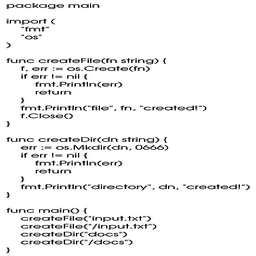 package main
import (
"fmt"
"os"
)
func createFile(fn string) {
f, err := os.Create(fn)
if err != nil {
fmt.Println(err)
return
}
fmt.Println("file", fn, "created!")
f.Close()
}
func createDir(dn string) {
err := os.Mkdir(dn, 0666)
if err != nil {
fmt.Println(err)
return
}
fmt.Println("directory", dn, "created!")
}
func main() {
createFile("input.txt")
createFile("/input.txt")
createDir("docs")
createDir("/docs")
}